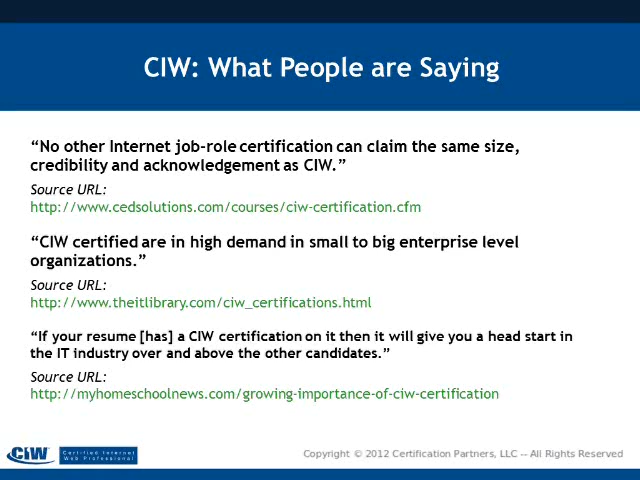 CIW: What People are Saying
“No other Internet job-role certification can claim the same size,
credibility and acknowledgement as CIW.”
Source URL:
http://www.cedsolutions.com/courses/ciw-certification.cfm
“CIW certified are in high demand in small to big enterprise level
organizations.”
Source URL:
http://www.theitlibrary.com/ciw_certifications.html
“If your resume [has] a CIW certification on it then it will give you a head start in
the IT industry over and above the other candidates.”
Source URL:
http://myhomeschoolnews.com/growing-importance-of-ciw-certification
CIW
Certified Internet
Web Professional
Copyright © 2012 Certification Partners, LLC -- All Rights Reserved